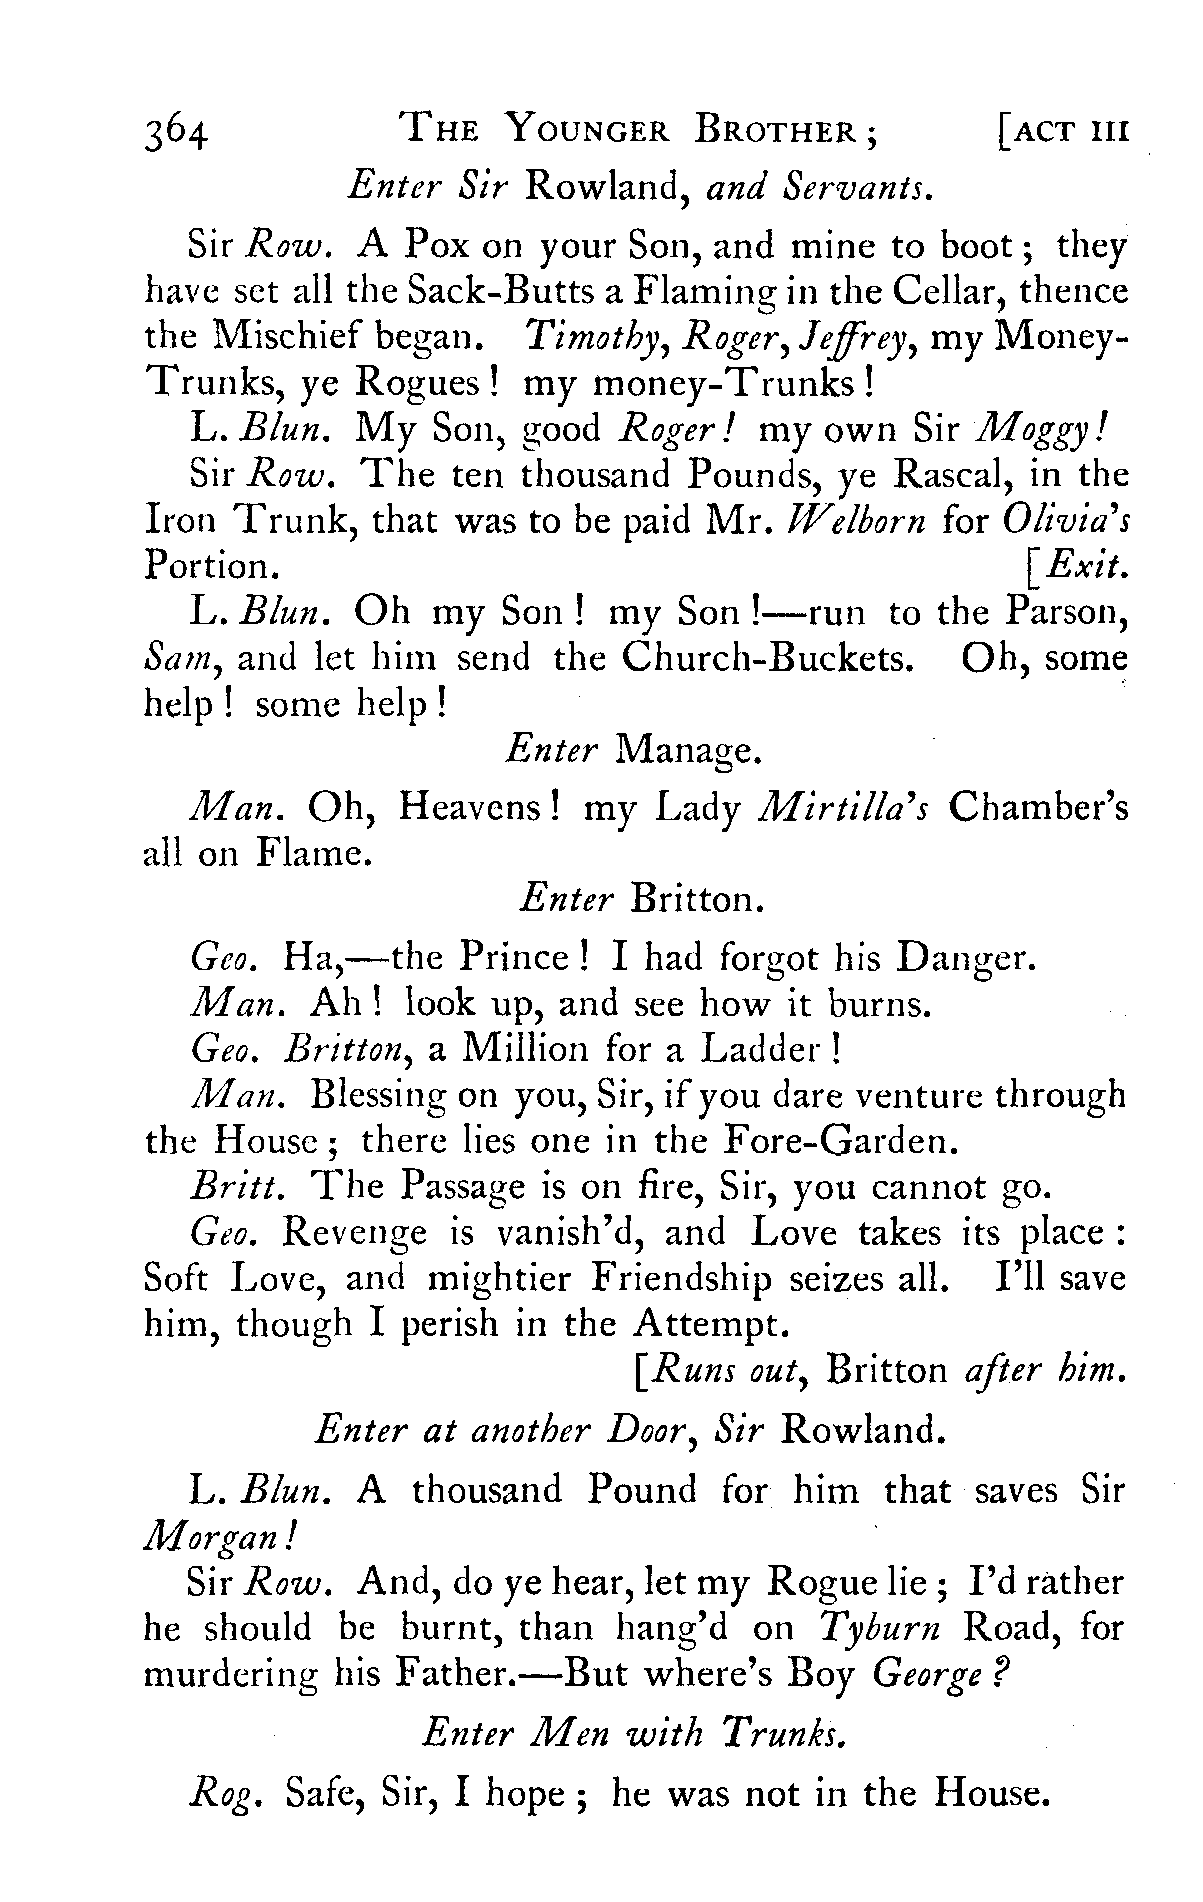 364 The Younger Brother; [ACT III
Enter Sir Rowland, and Servants.
Sir Row. A Pox on your Son, and mine to boot; they
have set all the Sack-Butts a Flaming in the Cellar, thence
the Mischief began. Timothy, Roger, Jeffrey, my Money-
Trunks, ye Rogues! my money-Trunks!
L. Blun. My Son, good Roger! my own Sir Moggy!
Sir Row. The ten thousand Pounds, ye Rascal, in the
Iron Trunk, that was to be paid Mr. Welborn for Olivia's
Portion. [Exit.
L. Blun. Oh my Son! my Son!—run to the Parson,
Sam, and let him send the Church-Buckets. Oh, some
help! some help!
Enter Manage.
Man. Oh, Heavens! my Lady Mirtilla's Chamber's
all on Flame.
Enter Britton.
Geo. Ha,—the Prince! I had forgot his Danger.
Man. Ah! look up, and see how it burns.
Geo. Britton, a Million for a Ladder!
Man. Blessing on you, Sir, if you dare venture through
the House; there lies one in the Fore-Garden.
Britt. The Passage is on fire, Sir, you cannot go.
Geo. Revenge is vanish'd, and Love takes its place:
Soft Love, and mightier Friendship seizes all. I'll save
him, though I perish in the Attempt.
[Runs out, Britton after him.
Enter at another Door, Sir Rowland.
L. Blun. A thousand Pound for him that saves Sir
Morgan!
Sir Row. And, do ye hear, let my Rogue lie; I'd rather
he should be burnt, than hang'd on Tyburn Road, for
murdering his Father.—But where's Boy George?
Enter Men with Trunks.
Rog. Safe, Sir, I hope; he was not in the House.